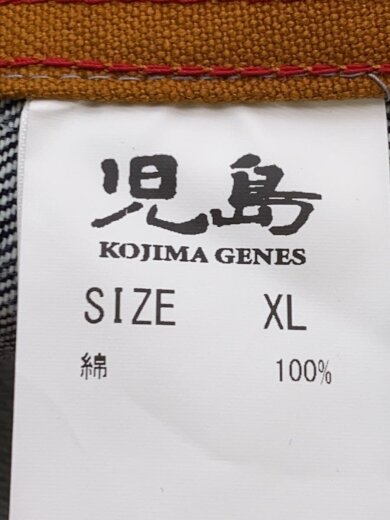 児島
KOJIMA GENES
SIZE XL
綿 100%